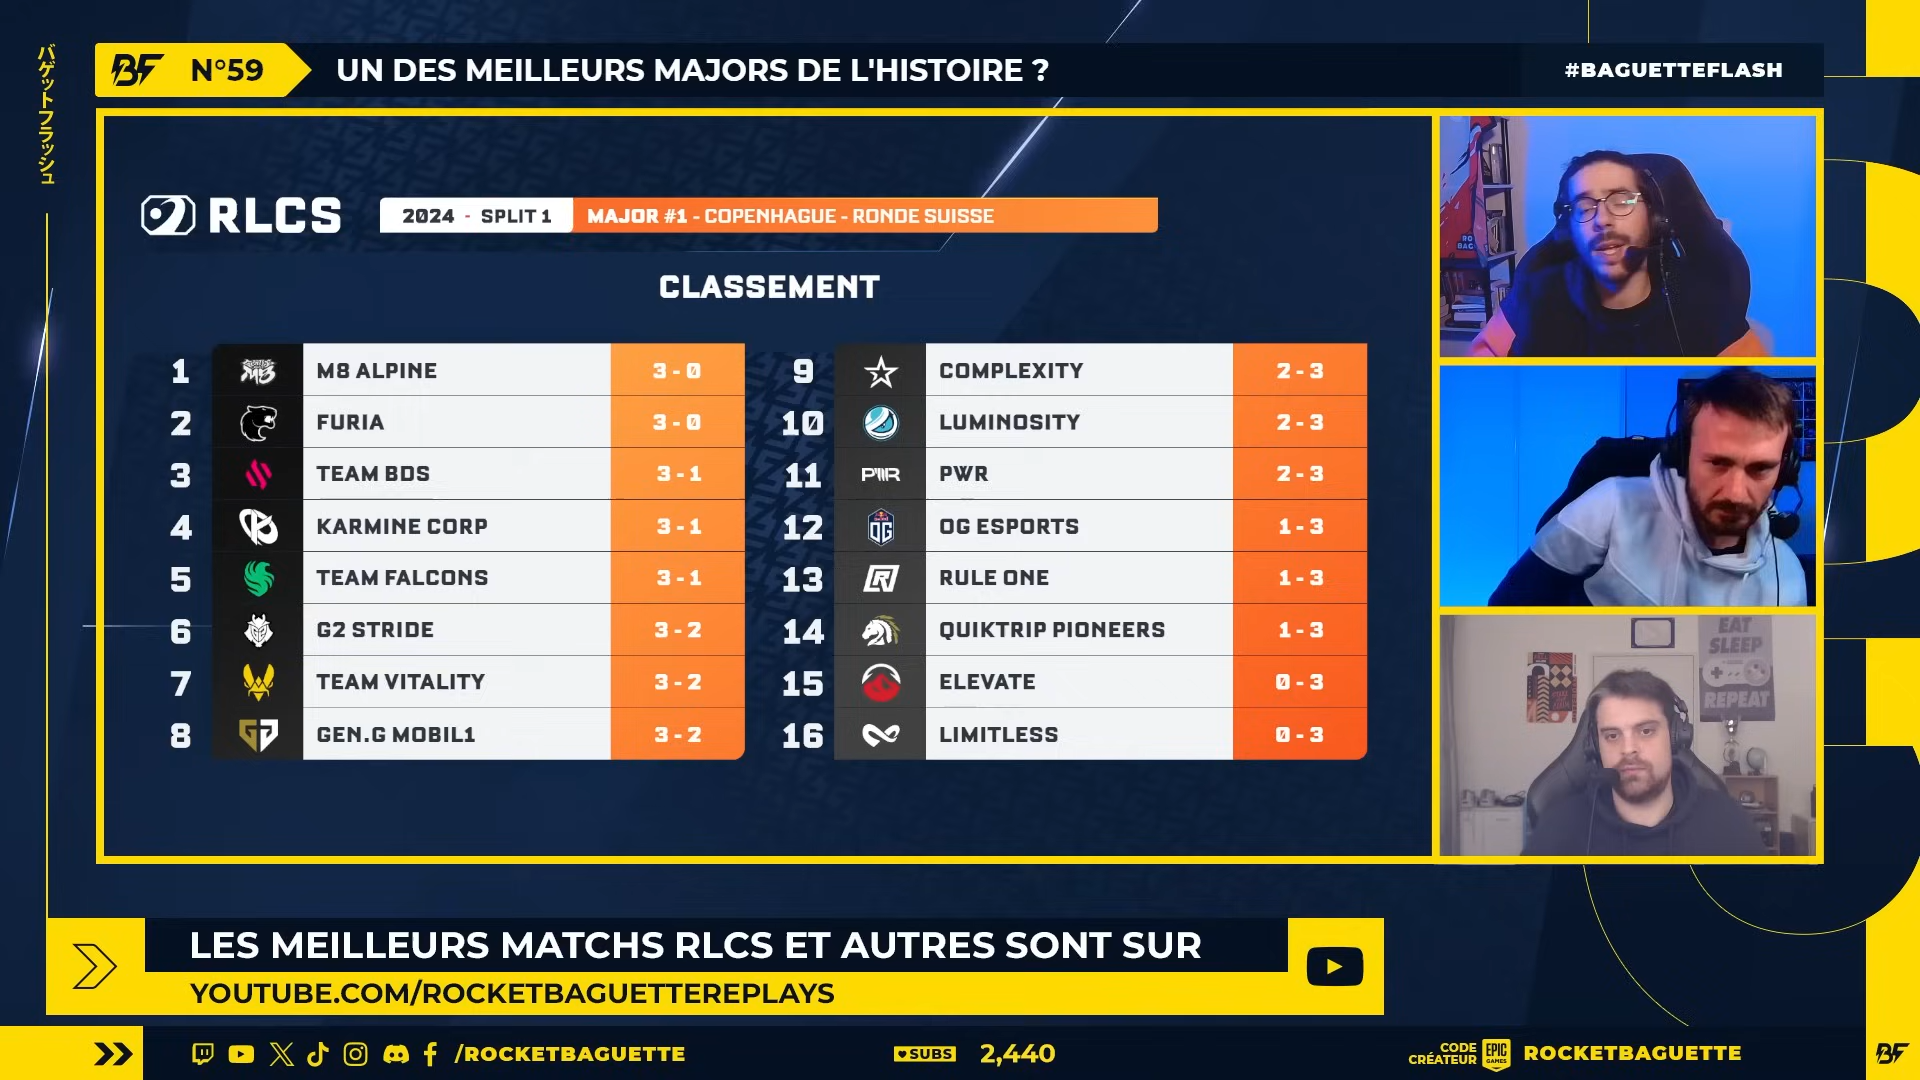 バゲットフラッシュ
BF N°59 UN DES MEILLEURS MAJORS DE L'HISTOIRE ?
#BAGUETTEFLASH
RLCS 2024 - SPLIT 1 MAJOR #1 - COPENHAGUE - RONDE SUISSE
CLASSEMENT
1 M8 ALPINE 3 - 0
2 FURIA 3 - 0
3 TEAM BDS 3 - 1
4 KARMINE CORP 3 - 1
5 TEAM FALCONS 3 - 1
6 G2 STRIDE 3 - 2
7 TEAM VITALITY 3 - 2
8 GEN.G MOBIL1 3 - 2
9 COMPLEXITY 2 - 3
10 LUMINOSITY 2 - 3
11 PWR PWR 2 - 3
12 OG OG ESPORTS 1 - 3
13 RULE ONE 1 - 3
14 QUIKTRIP PIONEERS 1 - 3
15 ELEVATE 0 - 3
16 LIMITLESS 0 - 3
EAT
SLEEP
REPEAT
LES MEILLEURS MATCHS RLCS ET AUTRES SONT SUR
YOUTUBE.COM/ROCKETBAGUETTEREPLAYS
/ROCKETBAGUETTE
SUBS 2,440
CODE CRÉATEUR EPIC GAMES ROCKETBAGUETTE
BF